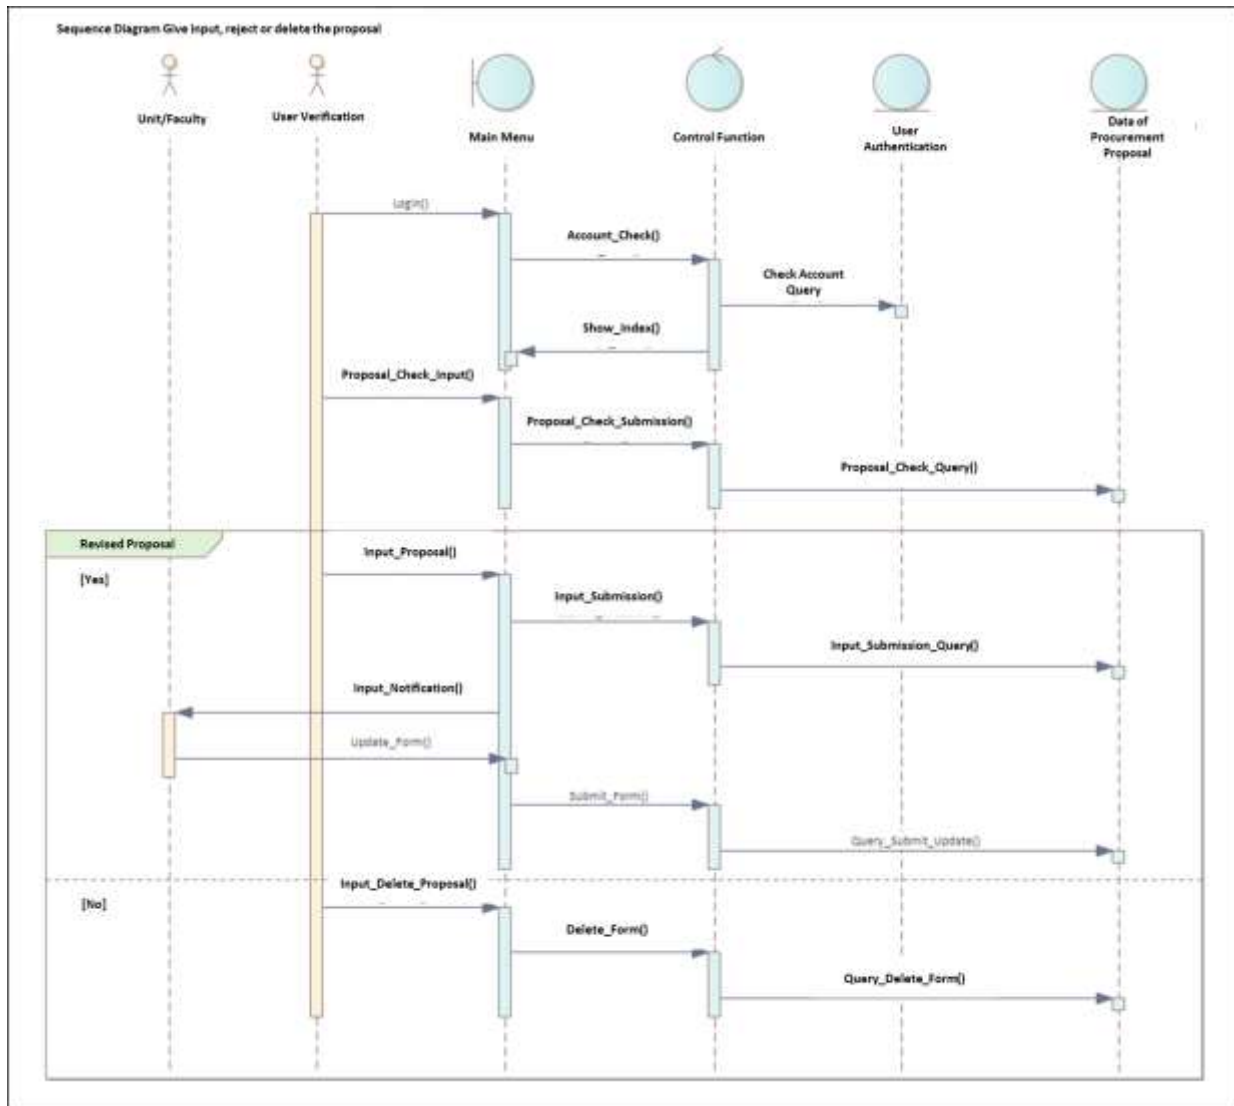 Sequence Diagram Give input, reject or delete the proposal
Unit/Faculty
User Verification
Main Menu
Control Function
User
Authentication
Data of
Procurement
Proposal
Login()
Account_Check()
Check Account
Query
Show_Index()
Proposal_Check_Input()
Proposal_Check_Submission()
Proposal_Check_Query()
Revised Proposal
[Yes]
Input_Proposal()
Input_Submission()
Input_Submission_Query()
Input_Notification()
Update_Form()
Submit_Form()
Query_Submit_Update()
[No]
Input_Delete_Proposal()
Delete_Form()
Query_Delete_Form()